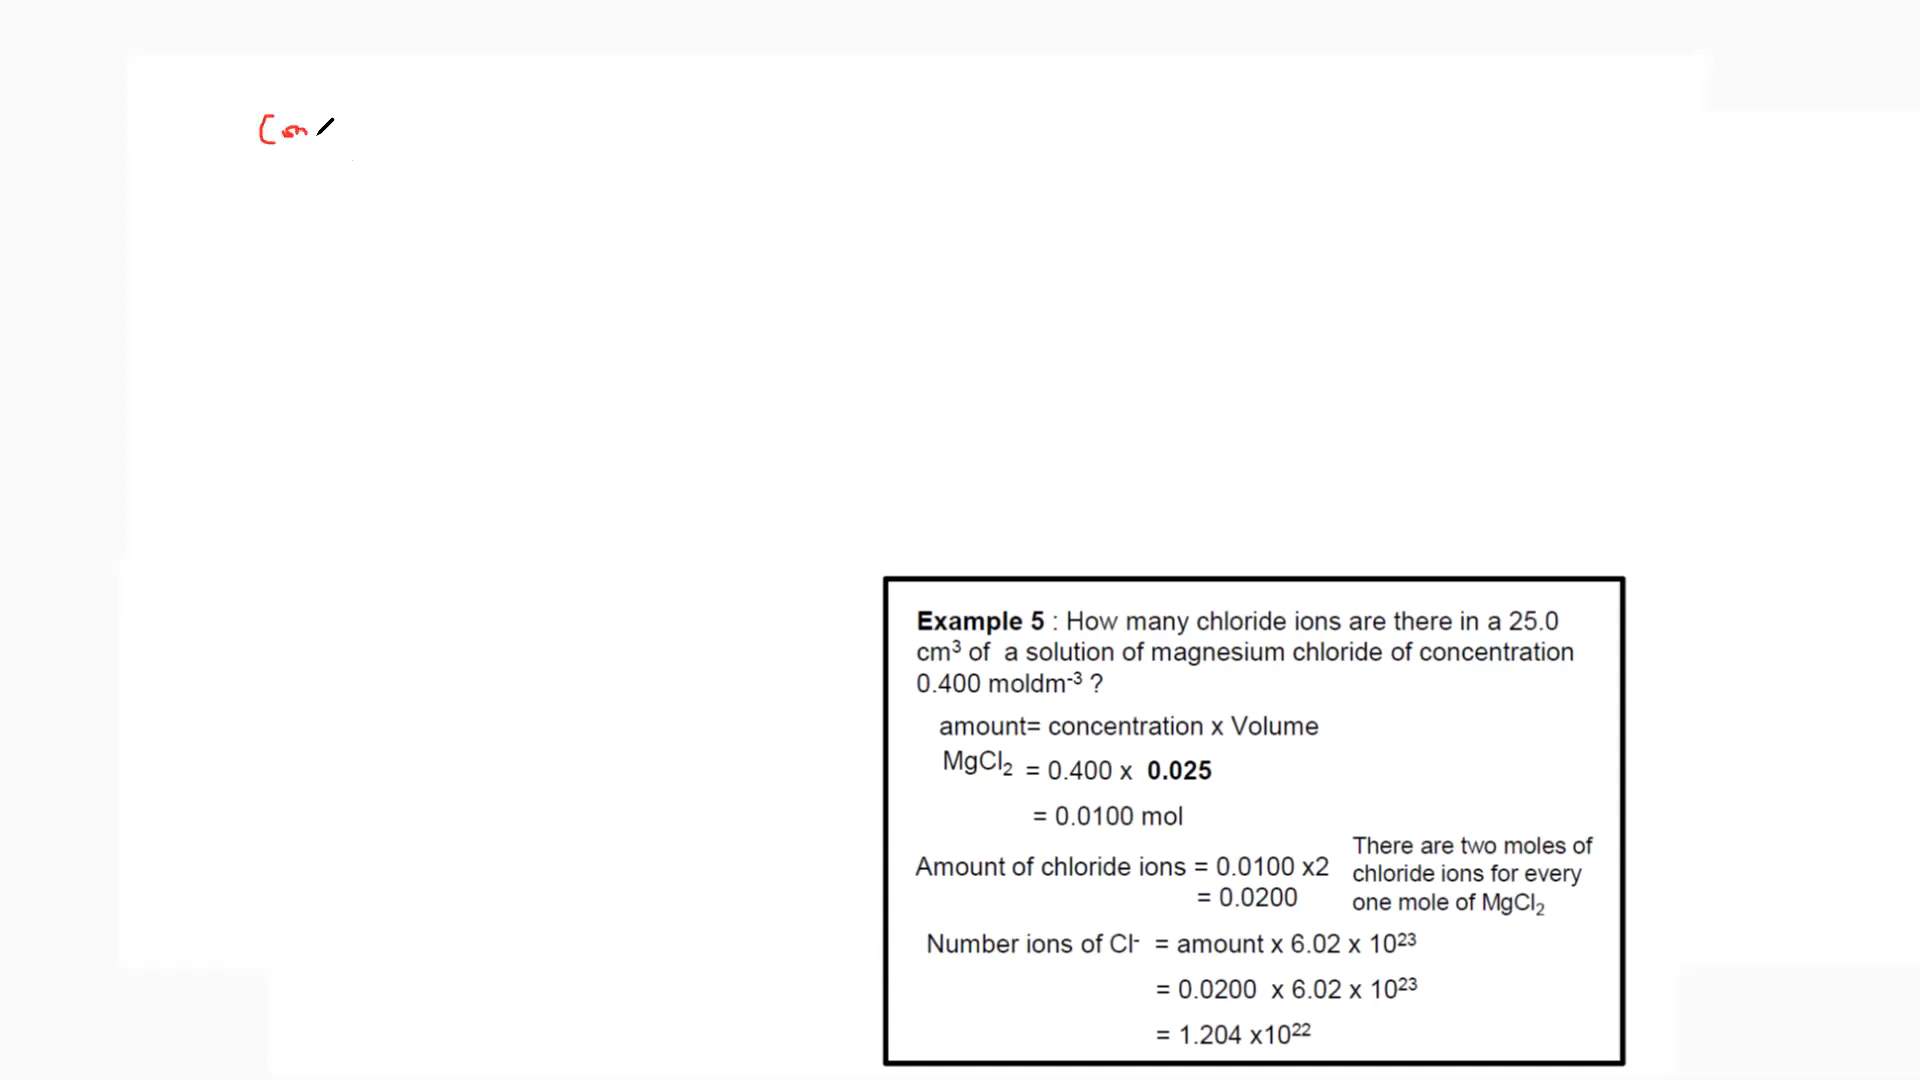 Con
Example 5 : How many chloride ions are there in a 25.0
cm³ of a solution of magnesium chloride of concentration
0.400 moldm⁻³ ?
amount= concentration x Volume
MgCl₂ = 0.400 x 0.025
= 0.0100 mol
Amount of chloride ions = 0.0100 x2
= 0.0200
There are two moles of
chloride ions for every
one mole of MgCl₂
Number ions of Cl⁻ = amount x 6.02 x 10²³
= 0.0200 x 6.02 x 10²³
= 1.204 x10²²